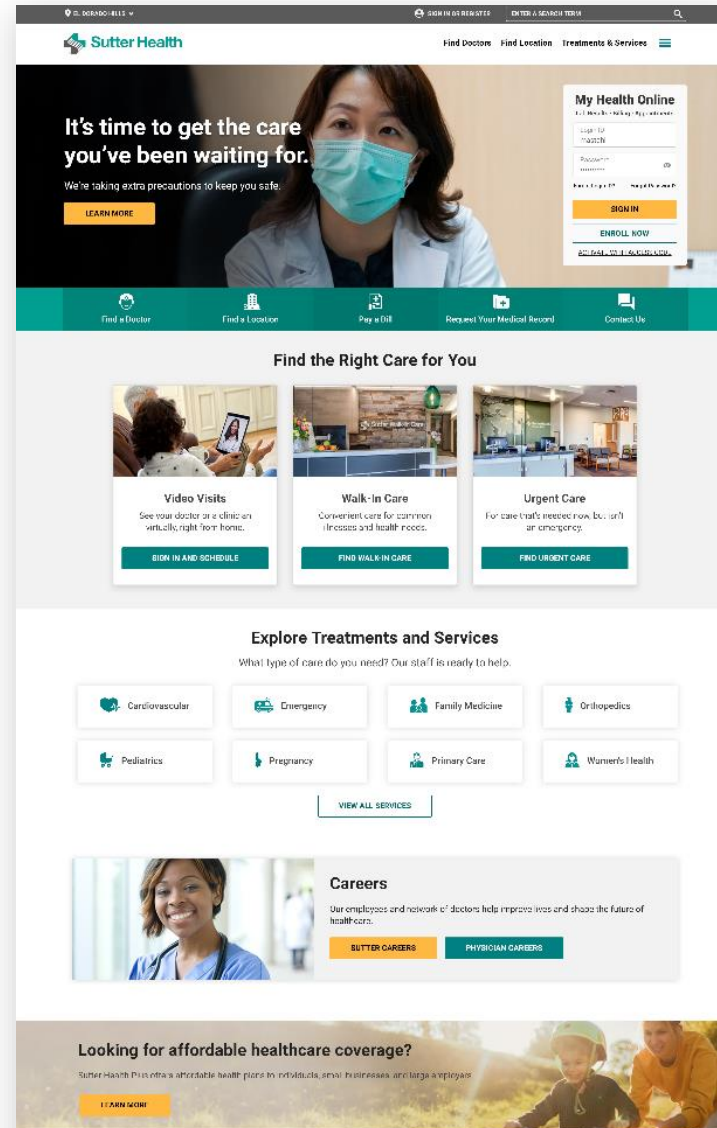 EL DORADO HILLS
SIGN IN OR REGISTER
ENTER A SEARCH TERM
Sutter Health
Find Doctors
Find Location
Treatments & Services
It's time to get the care
you've been waiting for.
We're taking extra precautions to keep you safe.
LEARN MORE
My Health Online
Password
SIGN IN
ENROLL NOW
Find a Doctor
Find a Location
Pay a Bill
Request Your Medical Record
Contact Us
Find the Right Care for You
Sutter Walk-In Care
Video Visits
See your doctor or a clinician
virtually, right from home.
SIGN IN AND SCHEDULE
Walk-In Care
Convenient care for common
illnesses and health needs.
FIND WALK-IN CARE
Urgent Care
For care that's needed now, but isn't
an emergency.
FIND URGENT CARE
Explore Treatments and Services
What type of care do you need? Our staff is ready to help.
Cardiovascular
Emergency
Family Medicine
Orthopedics
Pediatrics
Pregnancy
Primary Care
Women's Health
VIEW ALL SERVICES
Careers
Our employees and network of doctors help improve lives and shape the future of
healthcare.
SUTTER CAREERS
PHYSICIAN CAREERS
Looking for affordable healthcare coverage?
Sutter Health Plus offers affordable health plans to individuals, small businesses, and large employers
LEARN MORE